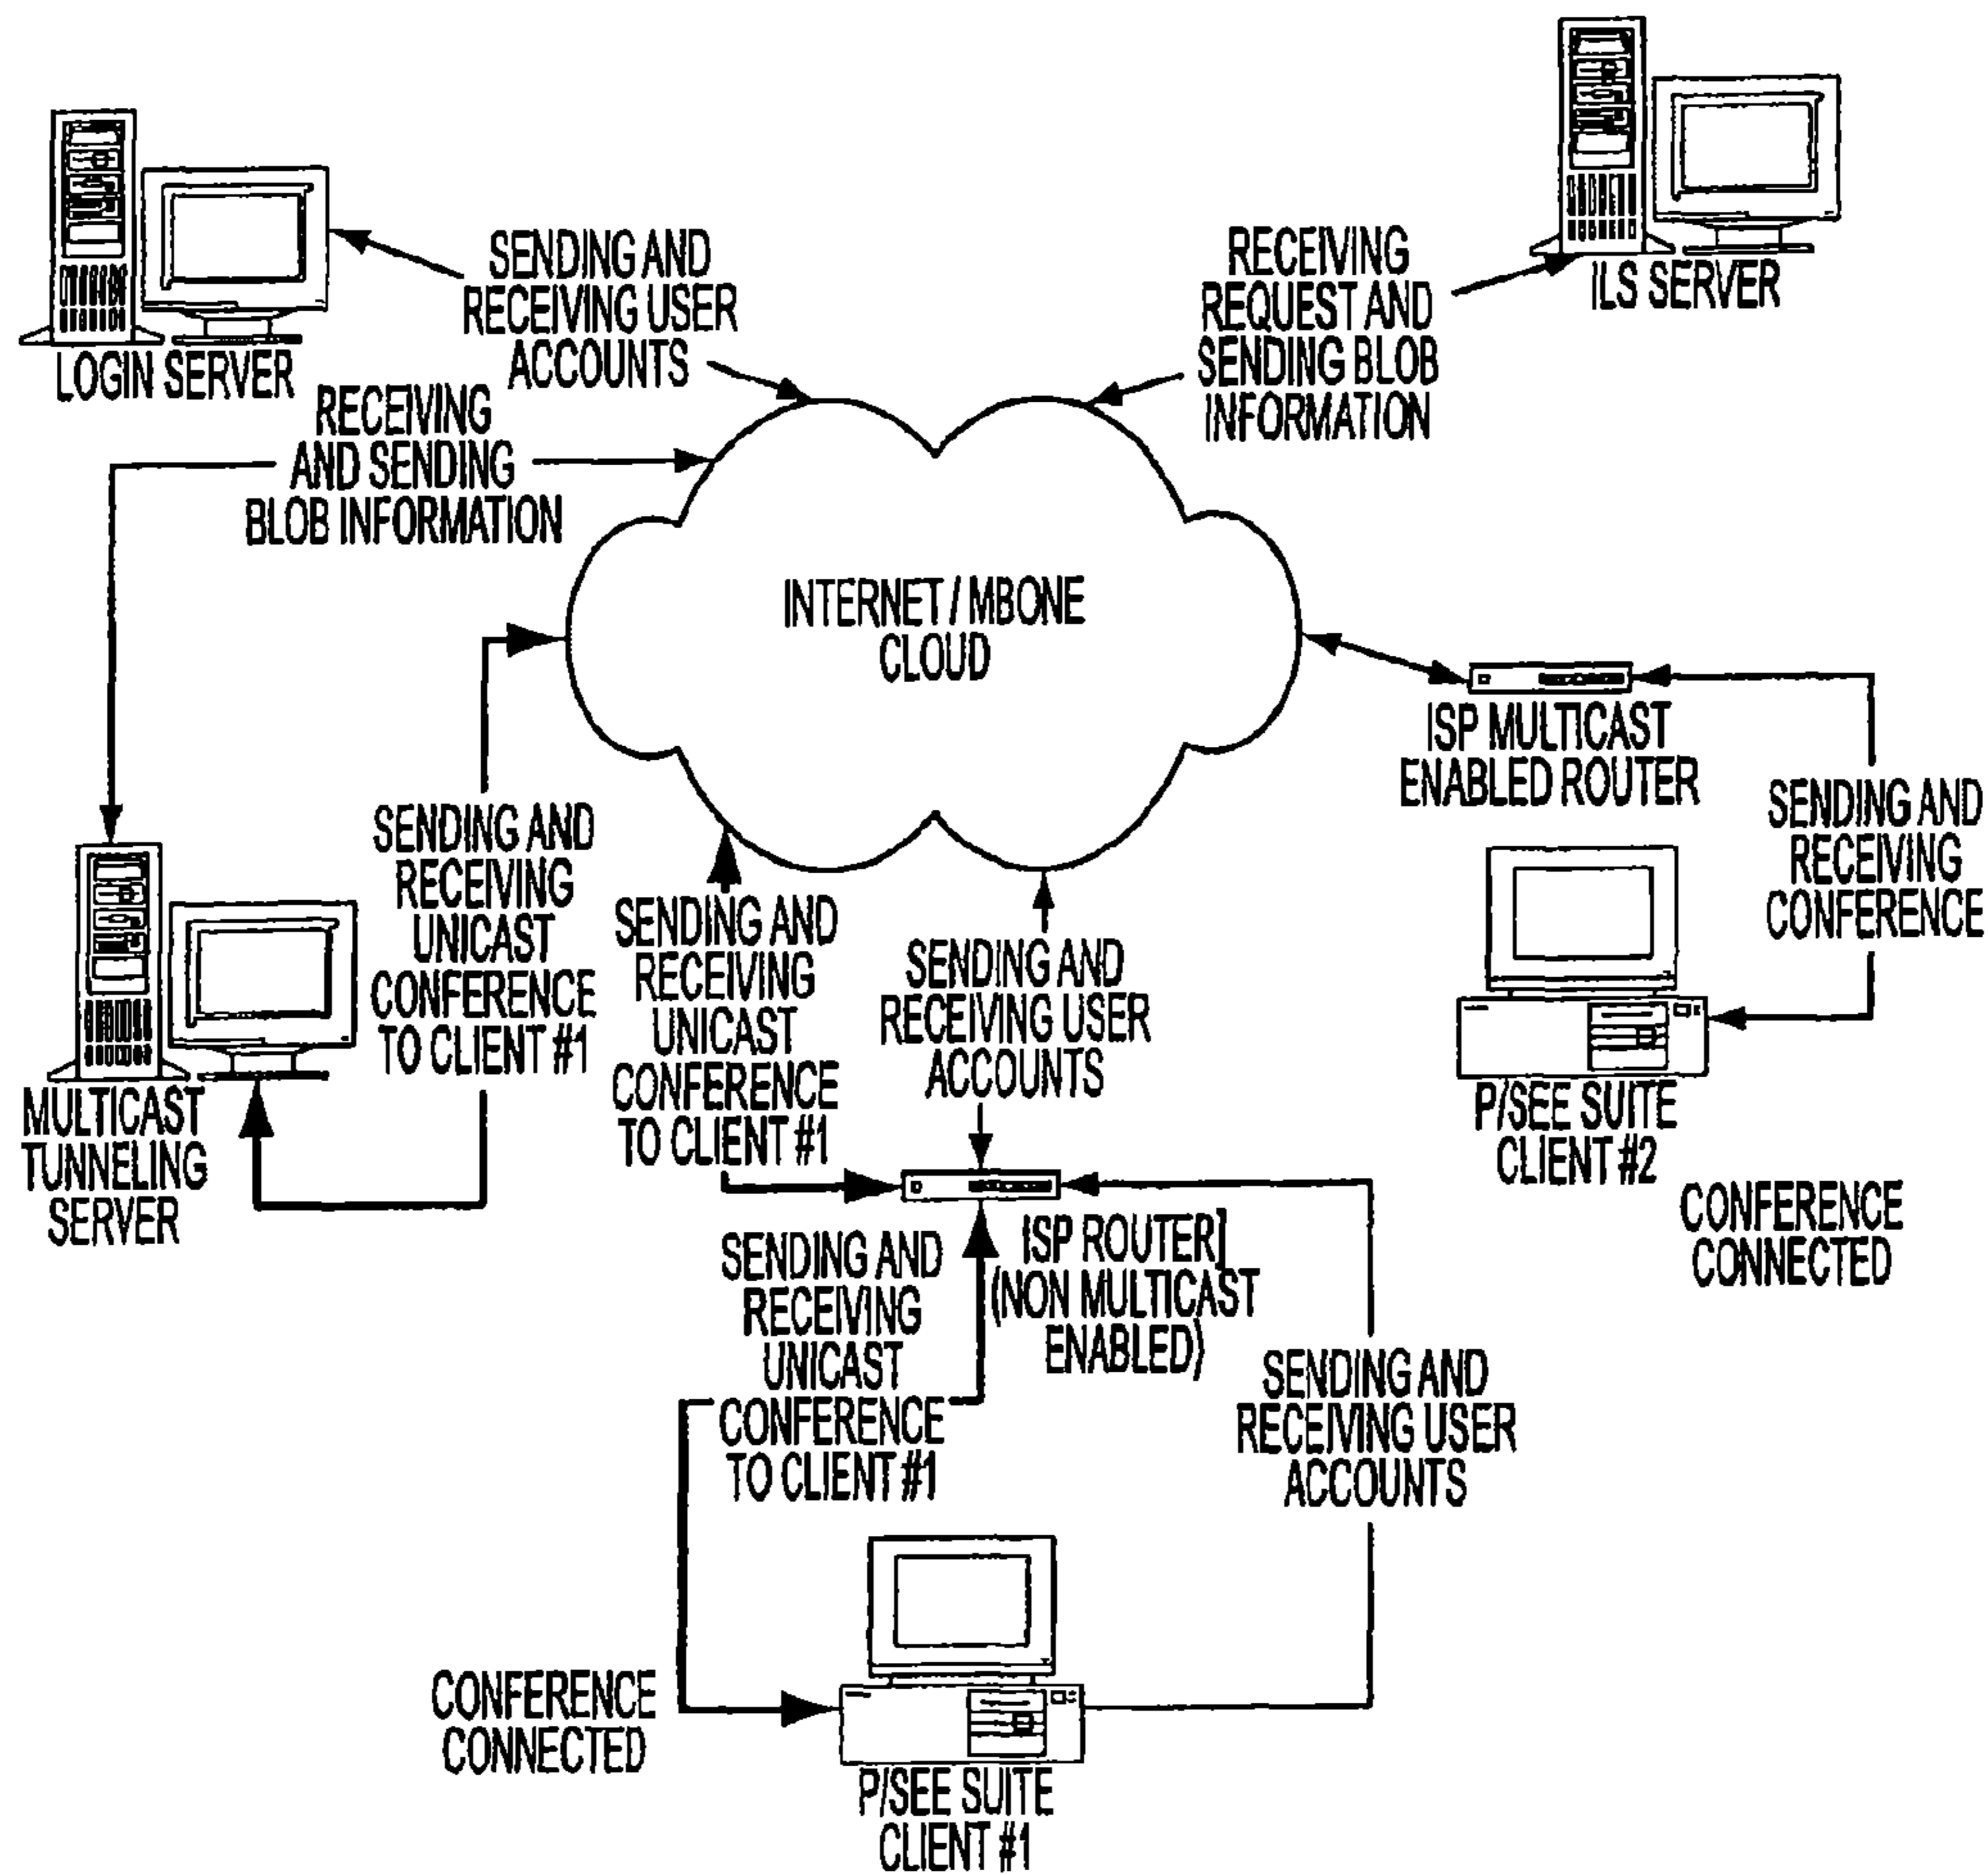 SENDING AND
RECEIVING USER
ACCOUNTS
LOGIN SERVER
RECEIVING
REQUEST AND
SENDING BLOB
INFORMATION
ILS SERVER
RECEIVING
AND SENDING
BLOB INFORMATION
INTERNET / MBONE
CLOUD
ISP MULTICAST
ENABLED ROUTER
SENDING AND
RECEIVING
CONFERENCE
SENDING AND
RECEIVING
UNICAST
CONFERENCE
TO CLIENT #1
MULTICAST
TUNNELING
SERVER
SENDING AND
RECEIVING
UNICAST
CONFERENCE
TO CLIENT #1
SENDING AND
RECEIVING USER
ACCOUNTS
P/SEE SUITE
CLIENT #2
CONFERENCE
CONNECTED
ISP ROUTER]
(NON MULTICAST
ENABLED)
SENDING AND
RECEIVING
UNICAST
CONFERENCE
TO CLIENT #1
SENDING AND
RECEIVING USER
ACCOUNTS
CONFERENCE
CONNECTED
P/SEE SUITE
CLIENT #1